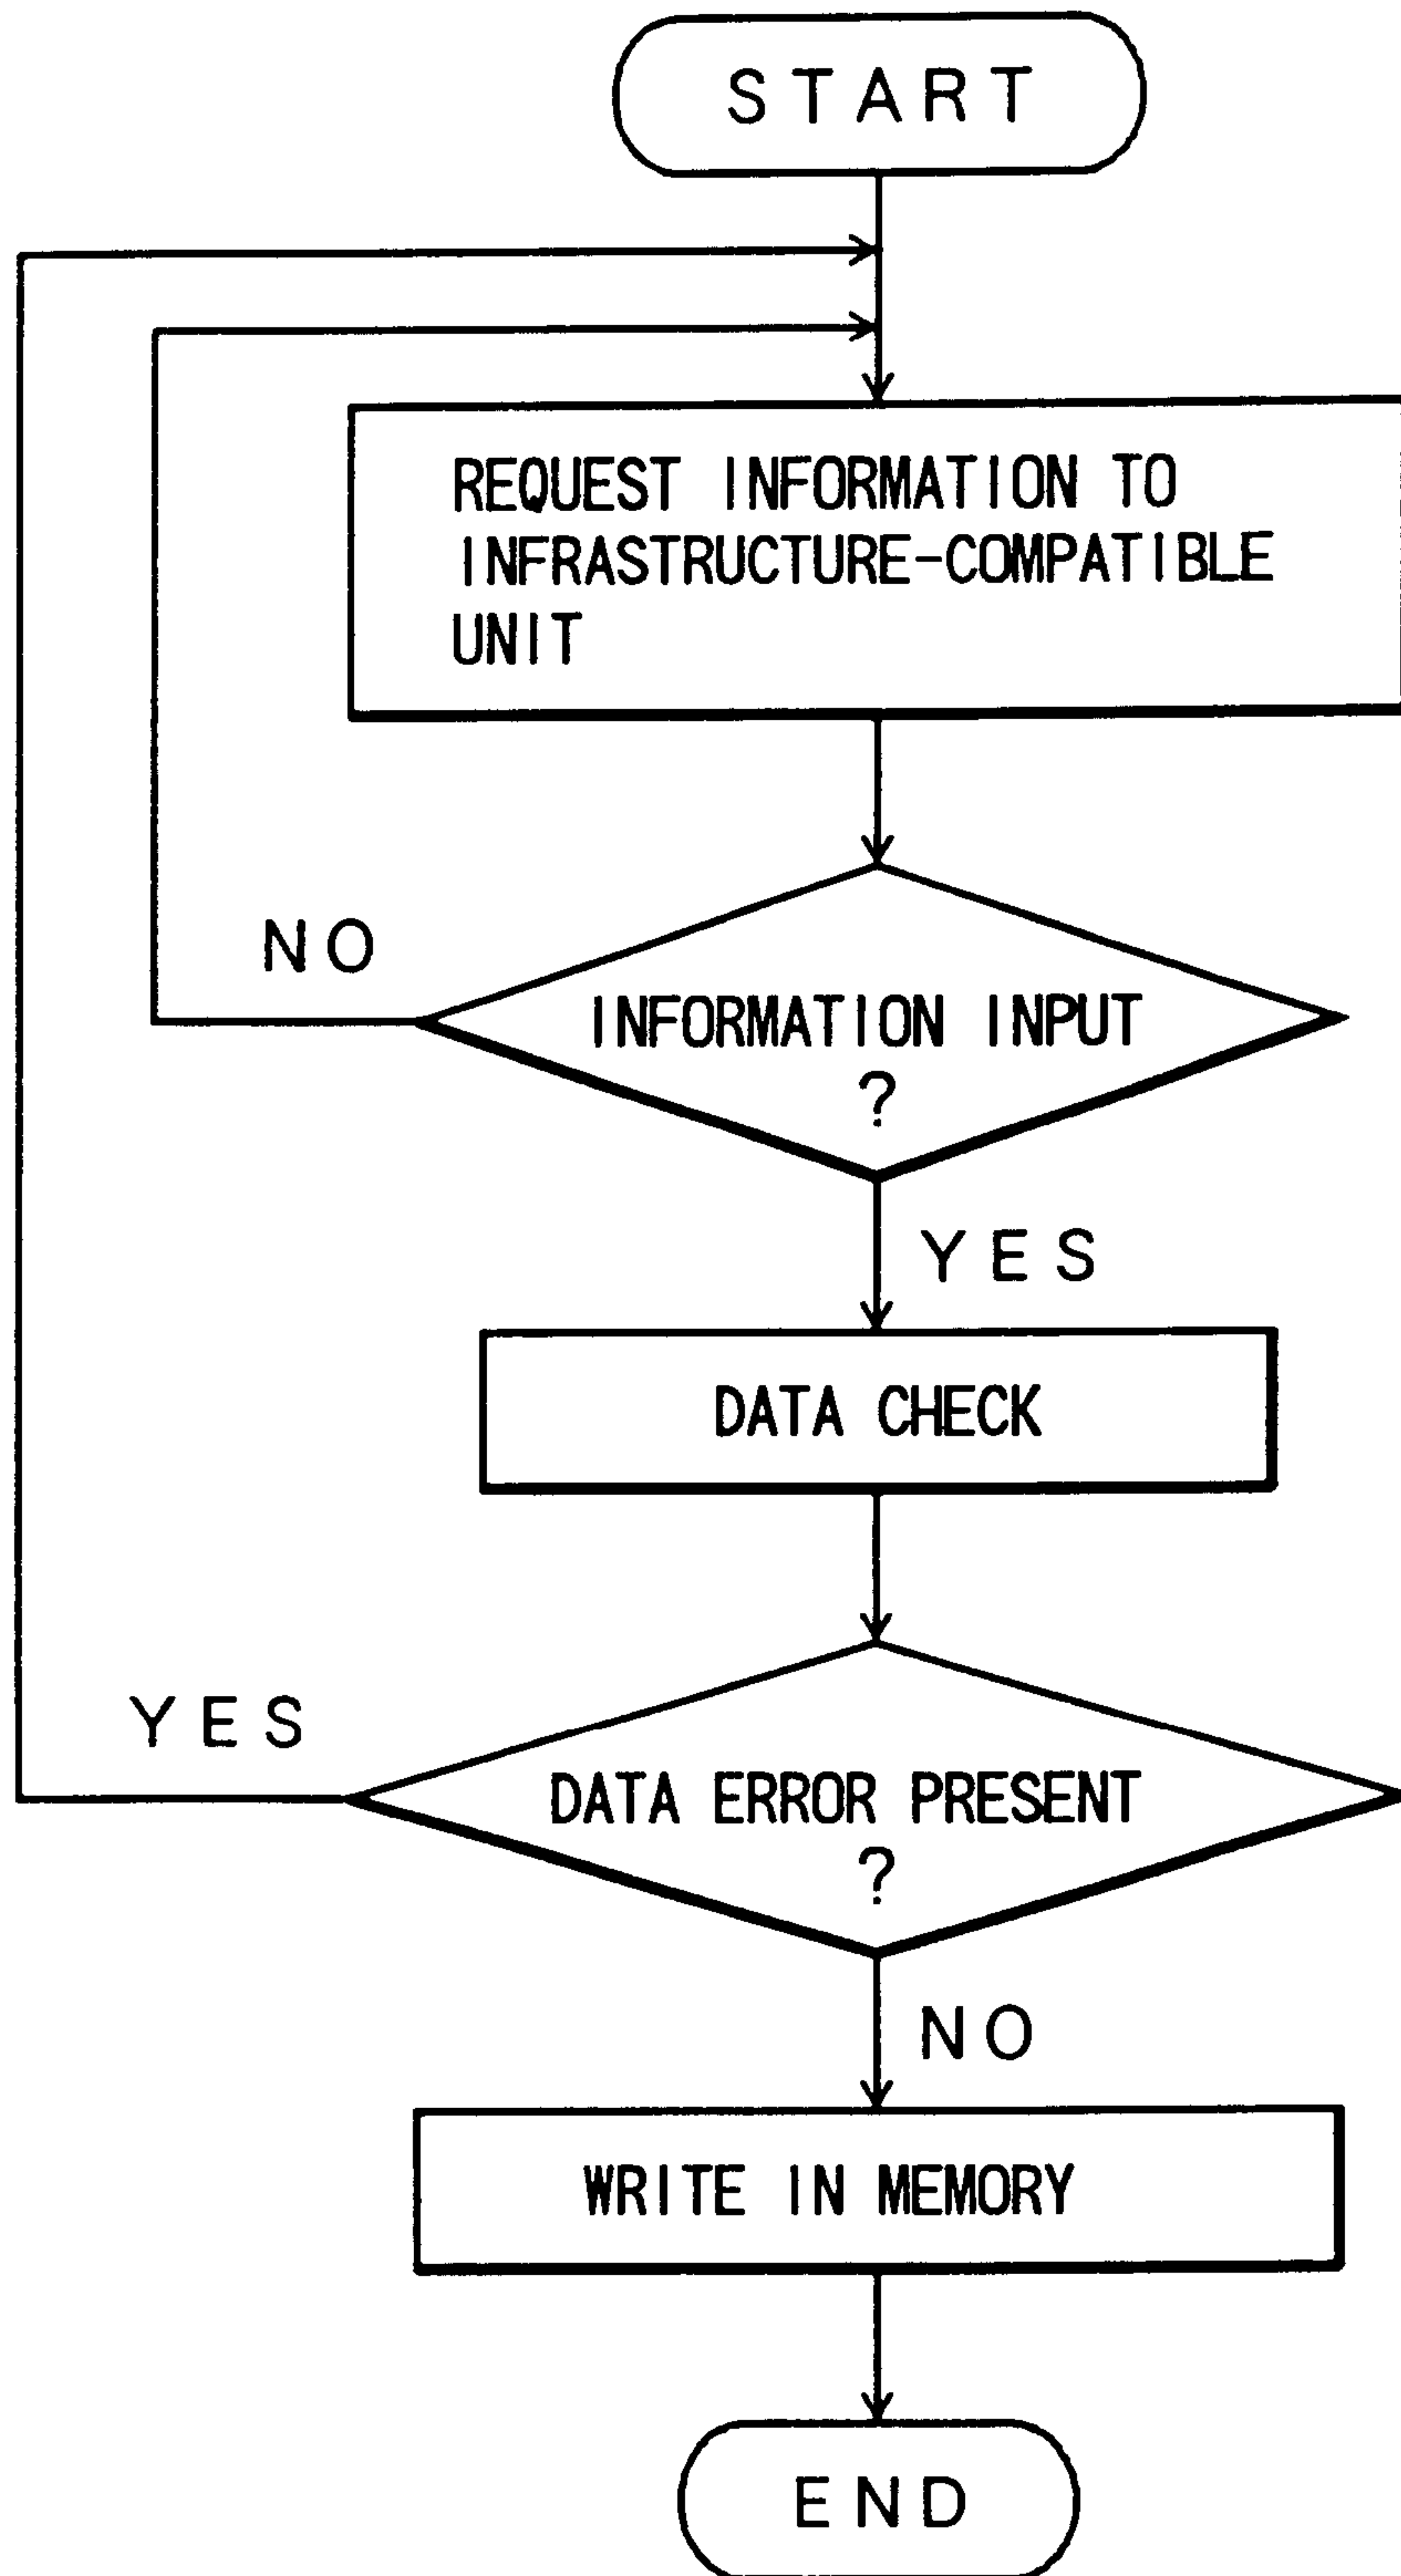 START
REQUEST INFORMATION TO
INFRASTRUCTURE-COMPATIBLE
UNIT
NO
INFORMATION INPUT
?
YES
DATA CHECK
YES
DATA ERROR PRESENT
?
NO
WRITE IN MEMORY
END